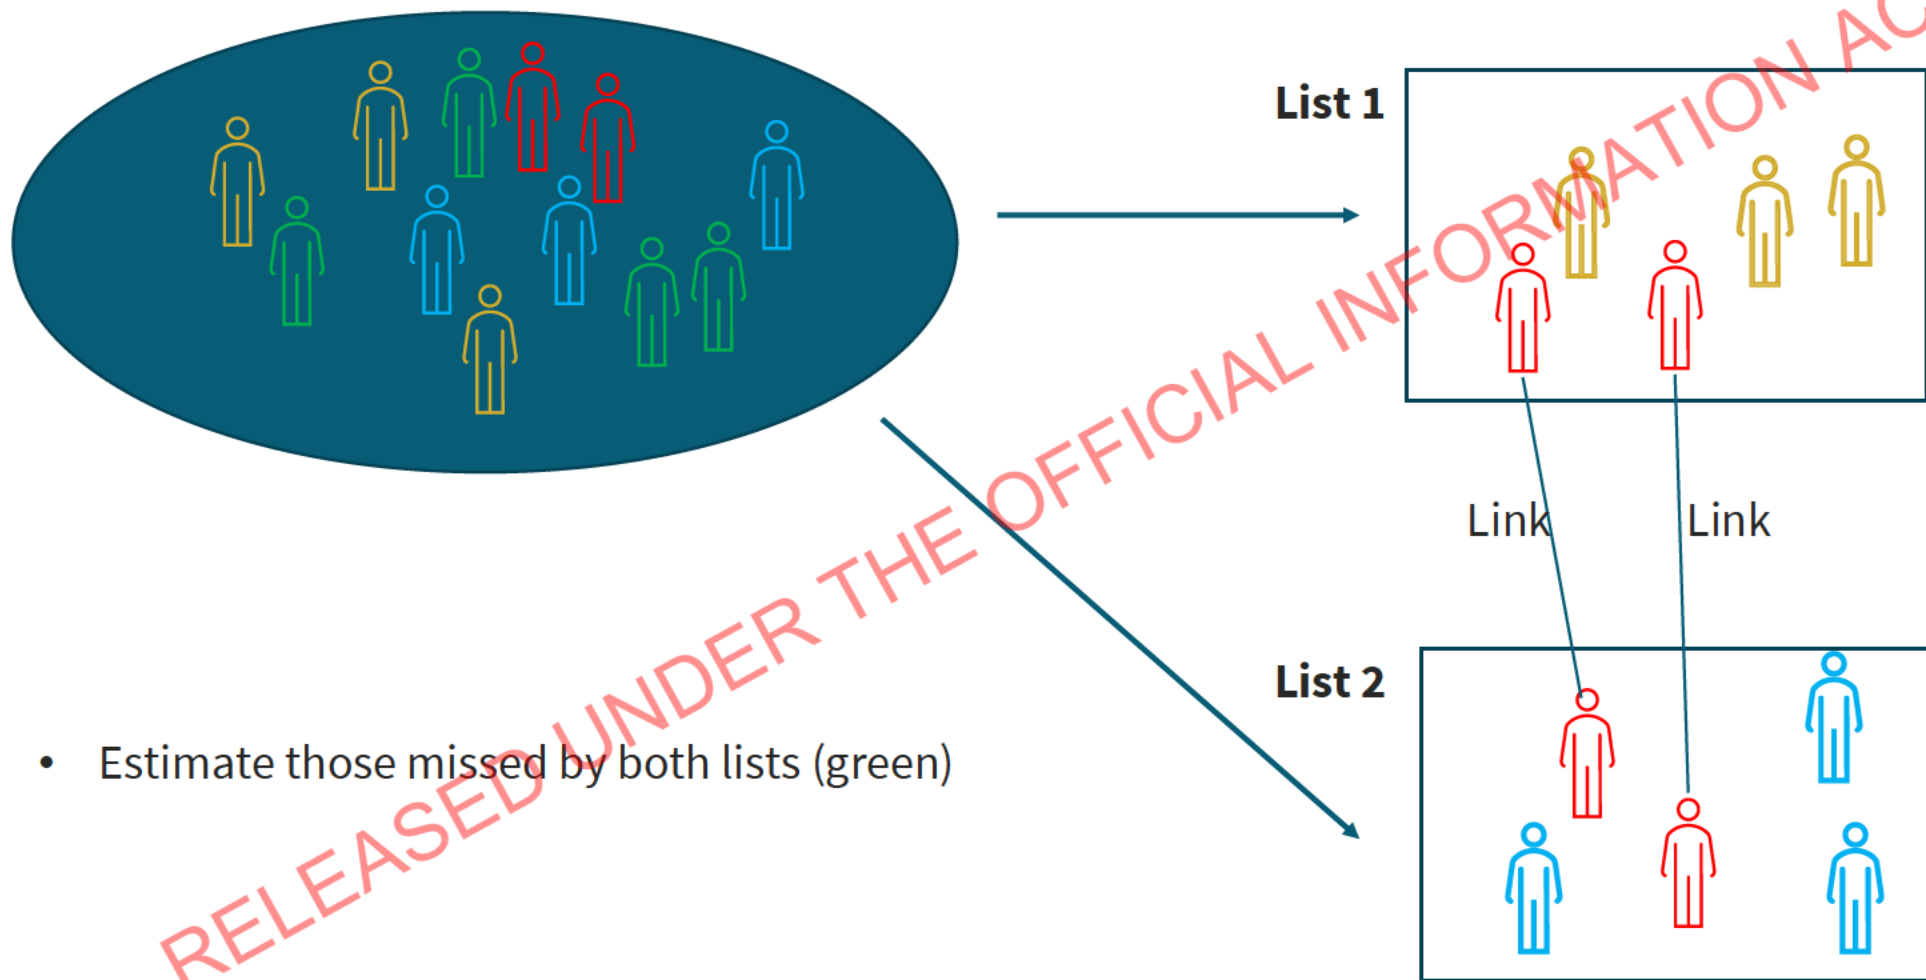 List 1
Link Link
List 2
• Estimate those missed by both lists (green)
RELEASED UNDER THE OFFICIAL INFORMATION AC